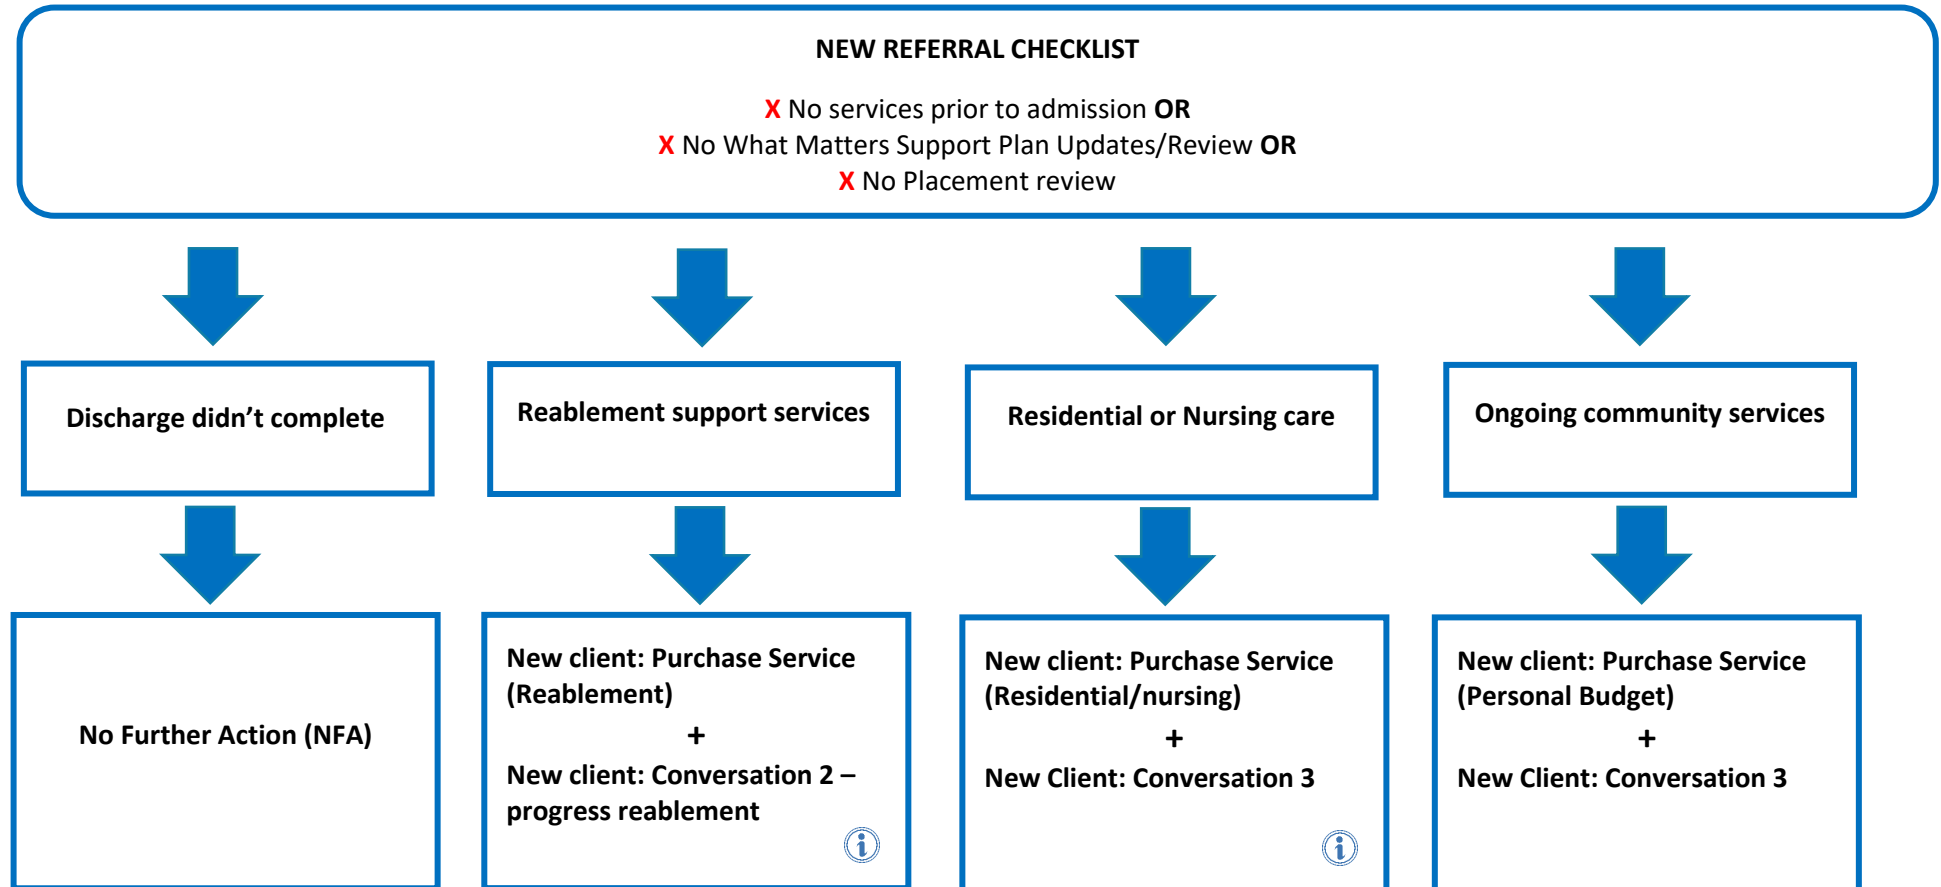 NEW REFERRAL CHECKLIST
X No services prior to admission OR
X No What Matters Support Plan Updates/Review OR
X No Placement review
Discharge didn’t complete
Reablement support services
Residential or Nursing care
Ongoing community services
No Further Action (NFA)
New client: Purchase Service
(Reablement)
+
New client: Conversation 2 –
progress reablement
i
New client: Purchase Service
(Residential/nursing)
+
New Client: Conversation 3
i
New client: Purchase Service
(Personal Budget)
+
New Client: Conversation 3